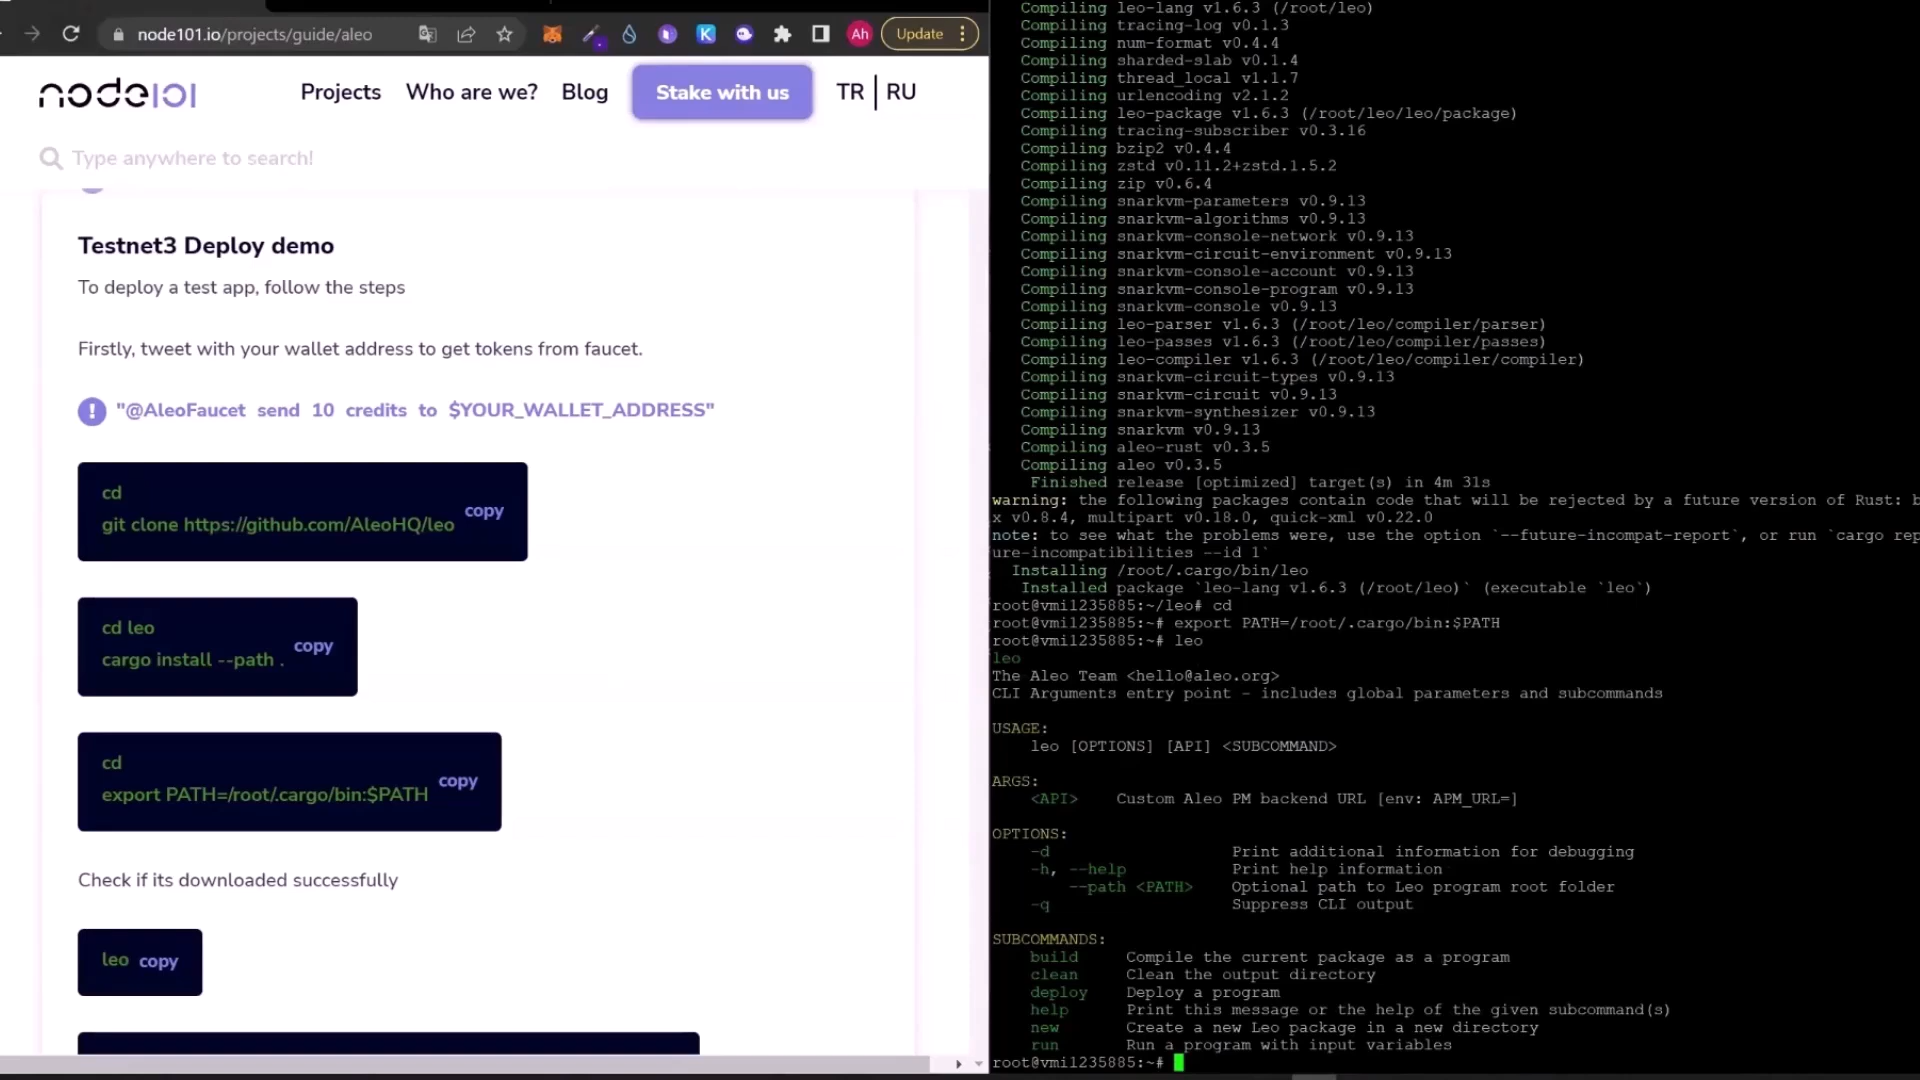 node101.io/projects/guide/aleo
Ah
Update
node101
Projects
Who are we?
Blog
Stake with us
TR
RU
Type anywhere to search!
Testnet3 Deploy demo
To deploy a test app, follow the steps
Firstly, tweet with your wallet address to get tokens from faucet.
"@AleoFaucet send 10 credits to $YOUR_WALLET_ADDRESS"
cd
git clone https://github.com/AleoHQ/leo
copy
cd leo
cargo install --path .
copy
cd
export PATH=/root/.cargo/bin:$PATH
copy
Check if its downloaded successfully
leo copy
Compiling leo-lang v1.6.3 (/root/leo)
Compiling tracing-log v0.1.3
Compiling num-format v0.4.4
Compiling sharded-slab v0.1.4
Compiling thread_local v1.1.7
Compiling urlencoding v2.1.2
Compiling leo-package v1.6.3 (/root/leo/leo/package)
Compiling tracing-subscriber v0.3.16
Compiling bzip2 v0.4.4
Compiling zstd v0.11.2+zstd.1.5.2
Compiling zip v0.6.4
Compiling snarkvm-parameters v0.9.13
Compiling snarkvm-algorithms v0.9.13
Compiling snarkvm-console-network v0.9.13
Compiling snarkvm-circuit-environment v0.9.13
Compiling snarkvm-console-account v0.9.13
Compiling snarkvm-console-program v0.9.13
Compiling snarkvm-console v0.9.13
Compiling leo-parser v1.6.3 (/root/leo/compiler/parser)
Compiling leo-passes v1.6.3 (/root/leo/compiler/passes)
Compiling leo-compiler v1.6.3 (/root/leo/compiler/compiler)
Compiling snarkvm-circuit-types v0.9.13
Compiling snarkvm-circuit v0.9.13
Compiling snarkvm-synthesizer v0.9.13
Compiling snarkvm v0.9.13
Compiling aleo-rust v0.3.5
Compiling aleo v0.3.5
Finished release [optimized] target(s) in 4m 31s
warning: the following packages contain code that will be rejected by a future version of Rust: b
x v0.8.4, multipart v0.18.0, quick-xml v0.22.0
note: to see what the problems were, use the option `--future-incompat-report`, or run `cargo rep
ure-incompatibilities --id 1`
Installing /root/.cargo/bin/leo
Installed package `leo-lang v1.6.3 (/root/leo)` (executable `leo`)
root@vmi1235885:~/leo# cd
root@vmi1235885:~# export PATH=/root/.cargo/bin:$PATH
root@vmi1235885:~# leo
leo
The Aleo Team <hello@aleo.org>
CLI Arguments entry point - includes global parameters and subcommands
USAGE:
leo [OPTIONS] [API] <SUBCOMMAND>
ARGS:
<API> Custom Aleo PM backend URL [env: APM_URL=]
OPTIONS:
-d Print additional information for debugging
-h, --help Print help information
--path <PATH> Optional path to Leo program root folder
-q Suppress CLI output
SUBCOMMANDS:
build Compile the current package as a program
clean Clean the output directory
deploy Deploy a program
help Print this message or the help of the given subcommand(s)
new Create a new Leo package in a new directory
run Run a program with input variables
root@vmi1235885:~#